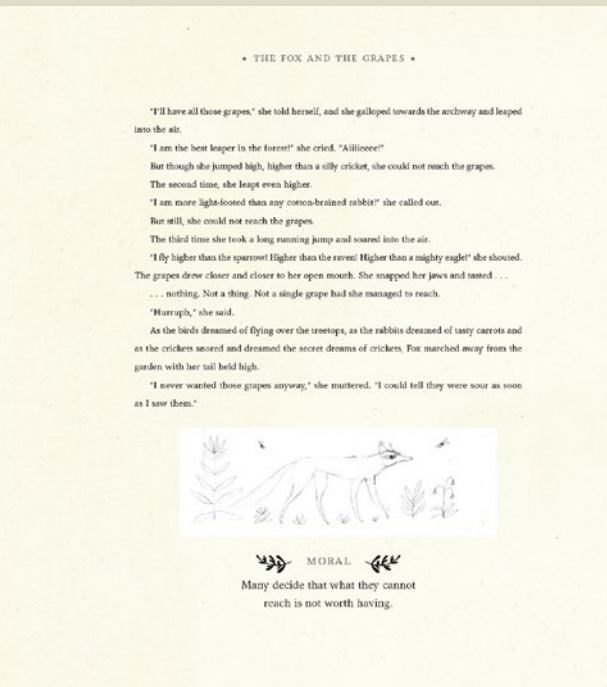 • THE FOX AND THE GRAPES •
"I'll have all those grapes," she told herself, and she galloped towards the archway and leaped
into the air.
"I am the best leaper in the forest!" she cried. "Aiiiieeee!"
But though she jumped high, higher than a silly cricket, she could not reach the grapes.
The second time, she leapt even higher.
"I am more light-footed than any cotton-brained rabbit!" she called out.
But still, she could not reach the grapes.
The third time she took a long running jump and soared into the air.
"I fly higher than the sparrow! Higher than the raven! Higher than a mighty eagle!" she shouted.
The grapes drew closer and closer to her open mouth. She snapped her jaws and tasted . . .
. . . nothing. Not a thing. Not a single grape had she managed to reach.
"Hurruph," she said.
As the birds dreamed of flying over the treetops, as the rabbits dreamed of tasty carrots and
as the crickets snored and dreamed the secret dreams of crickets, Fox marched away from the
garden with her tail held high.
"I never wanted those grapes anyway," she muttered. "I could tell they were sour as soon
as I saw them."
MORAL
Many decide that what they cannot
reach is not worth having.